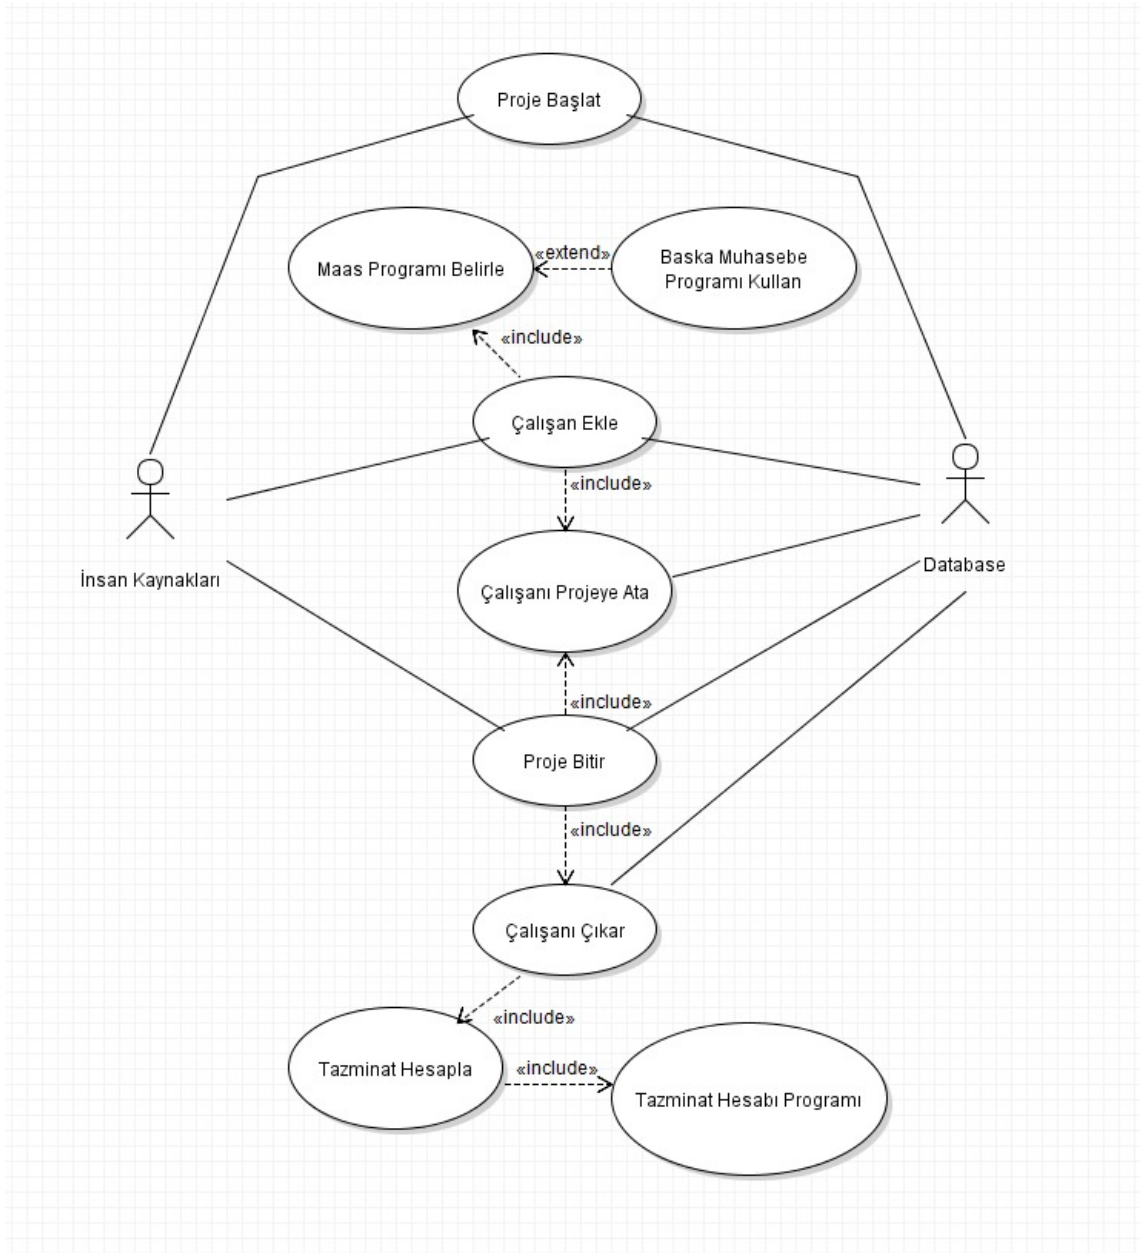 Proje Başlat
Maas Programı Belirle
«extend»
Baska Muhasebe
Programı Kullan
«include»
Çalışan Ekle
«include»
İnsan Kaynakları
Database
Çalışanı Projeye Ata
«include»
Proje Bitir
«include»
Çalışanı Çıkar
«include»
Tazminat Hesapla
«include»
Tazminat Hesabı Programı